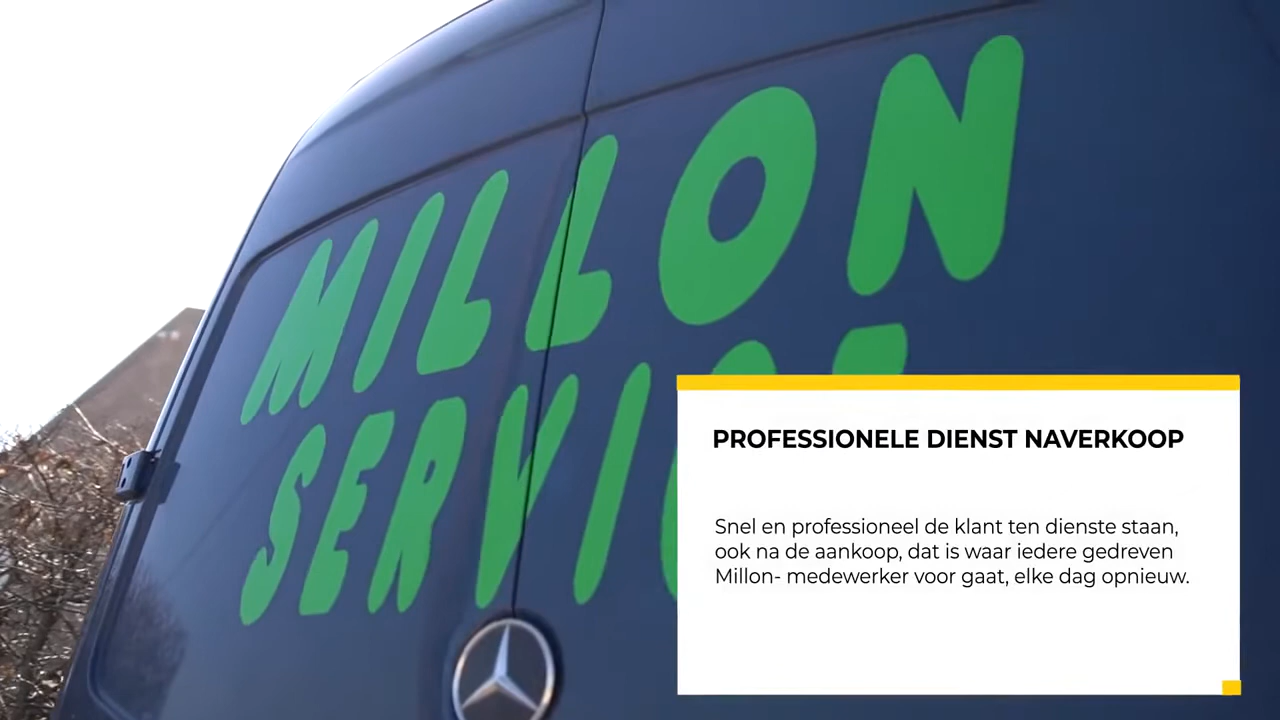 MILLON
SERVICE
PROFESSIONELE DIENST NAVERKOOP
Snel en professioneel de klant ten dienste staan,
ook na de aankoop, dat is waar iedere gedreven
Millon- medewerker voor gaat, elke dag opnieuw.